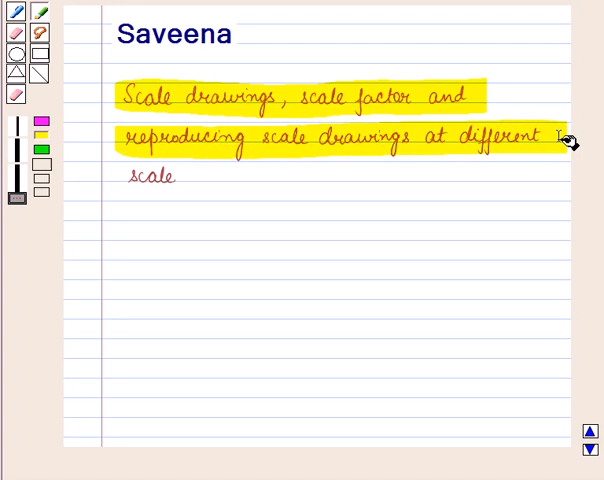 Saveena
Scale drawings, scale factor and
reproducing scale drawings at different
scale